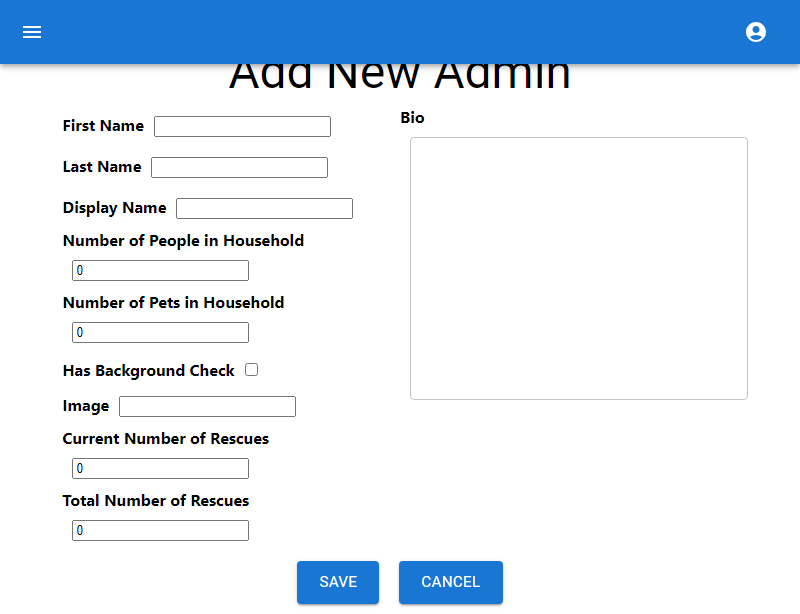 Add New Admin
First Name
Last Name
Display Name
Number of People in Household
0
Number of Pets in Household
0
Has Background Check
Image
Current Number of Rescues
0
Total Number of Rescues
0
Bio
SAVE
CANCEL